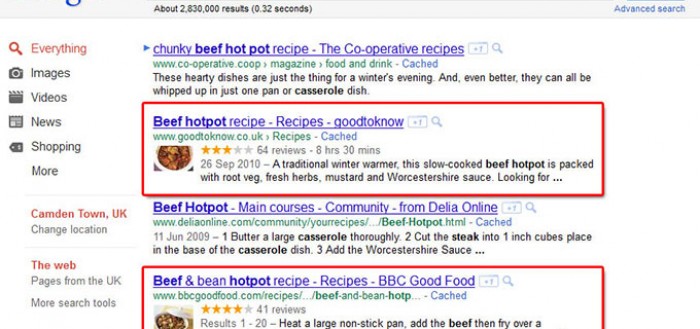 About 2,830,000 results (0.32 seconds)
Advanced search
Everything
Images
Videos
News
Shopping
More
Camden Town, UK
Change location
The web
Pages from the UK
More search tools
chunky beef hot pot recipe - The Co-operative recipes +1
www.co-operative.coop › magazine › food and drink - Cached
These hearty dishes are just the thing for a winter's evening. And, even better, they can all be
whipped up in just one pan or casserole dish.
Beef hotpot recipe - Recipes - goodtoknow +1
www.goodtoknow.co.uk › Recipes - Cached
64 reviews - 8 hrs 30 mins
26 Sep 2010 – A traditional winter warmer, this slow-cooked beef hotpot is packed
with root veg, fresh herbs, mustard and Worcestershire sauce. Looking for ...
Beef Hotpot - Main courses - Community - from Delia Online +1
www.deliaonline.com/community/yourrecipes/.../Beef-Hotpot.html - Cached
11 Jun 2009 – 1 Butter a large casserole thoroughly. 2 Cut the steak into 1 inch cubes place
in the base of the casserole dish. 3 Add the Worcestershire Sauce ...
Beef & bean hotpot recipe - Recipes - BBC Good Food +1
www.bbcgoodfood.com/recipes/.../beef-and-bean-hotp... - Cached
41 reviews
Results 1 - 20 – Heat a large non-stick pan, add the beef then fry over a